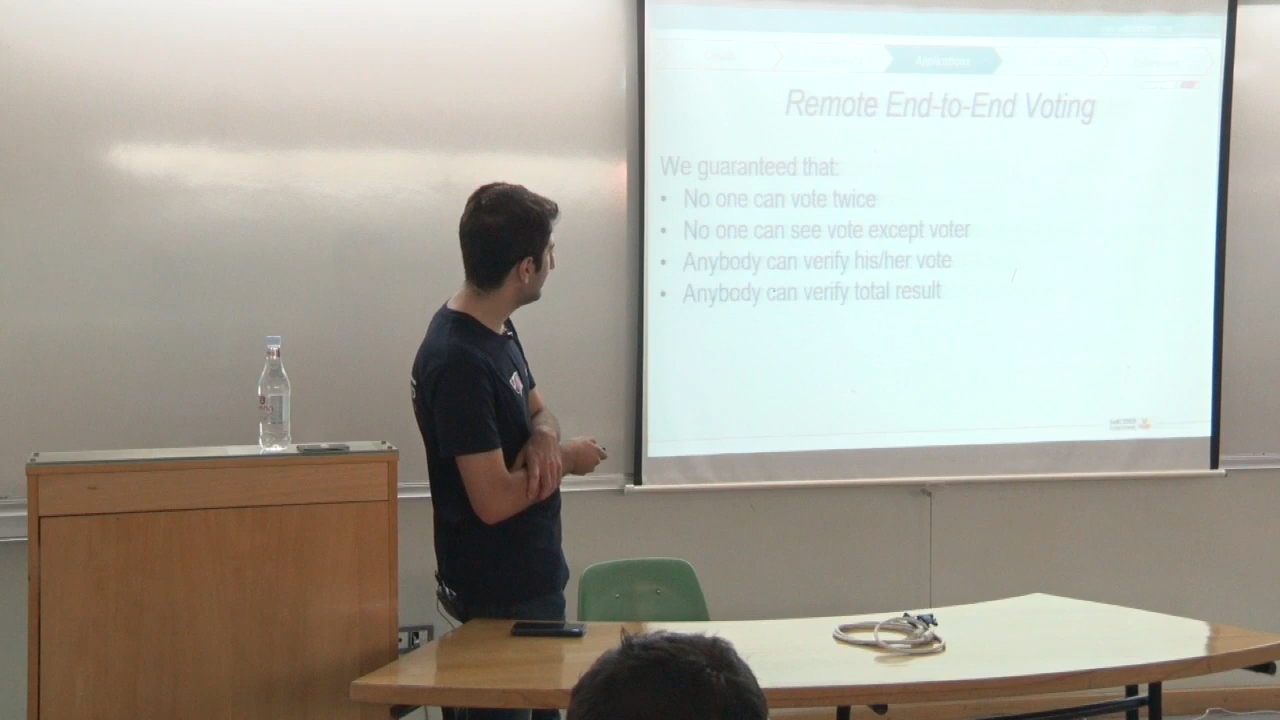 Applications
Remote End-to-End Voting
We guaranteed that:
• No one can vote twice
• No one can see vote except voter
• Anybody can verify his/her vote
• Anybody can verify total result